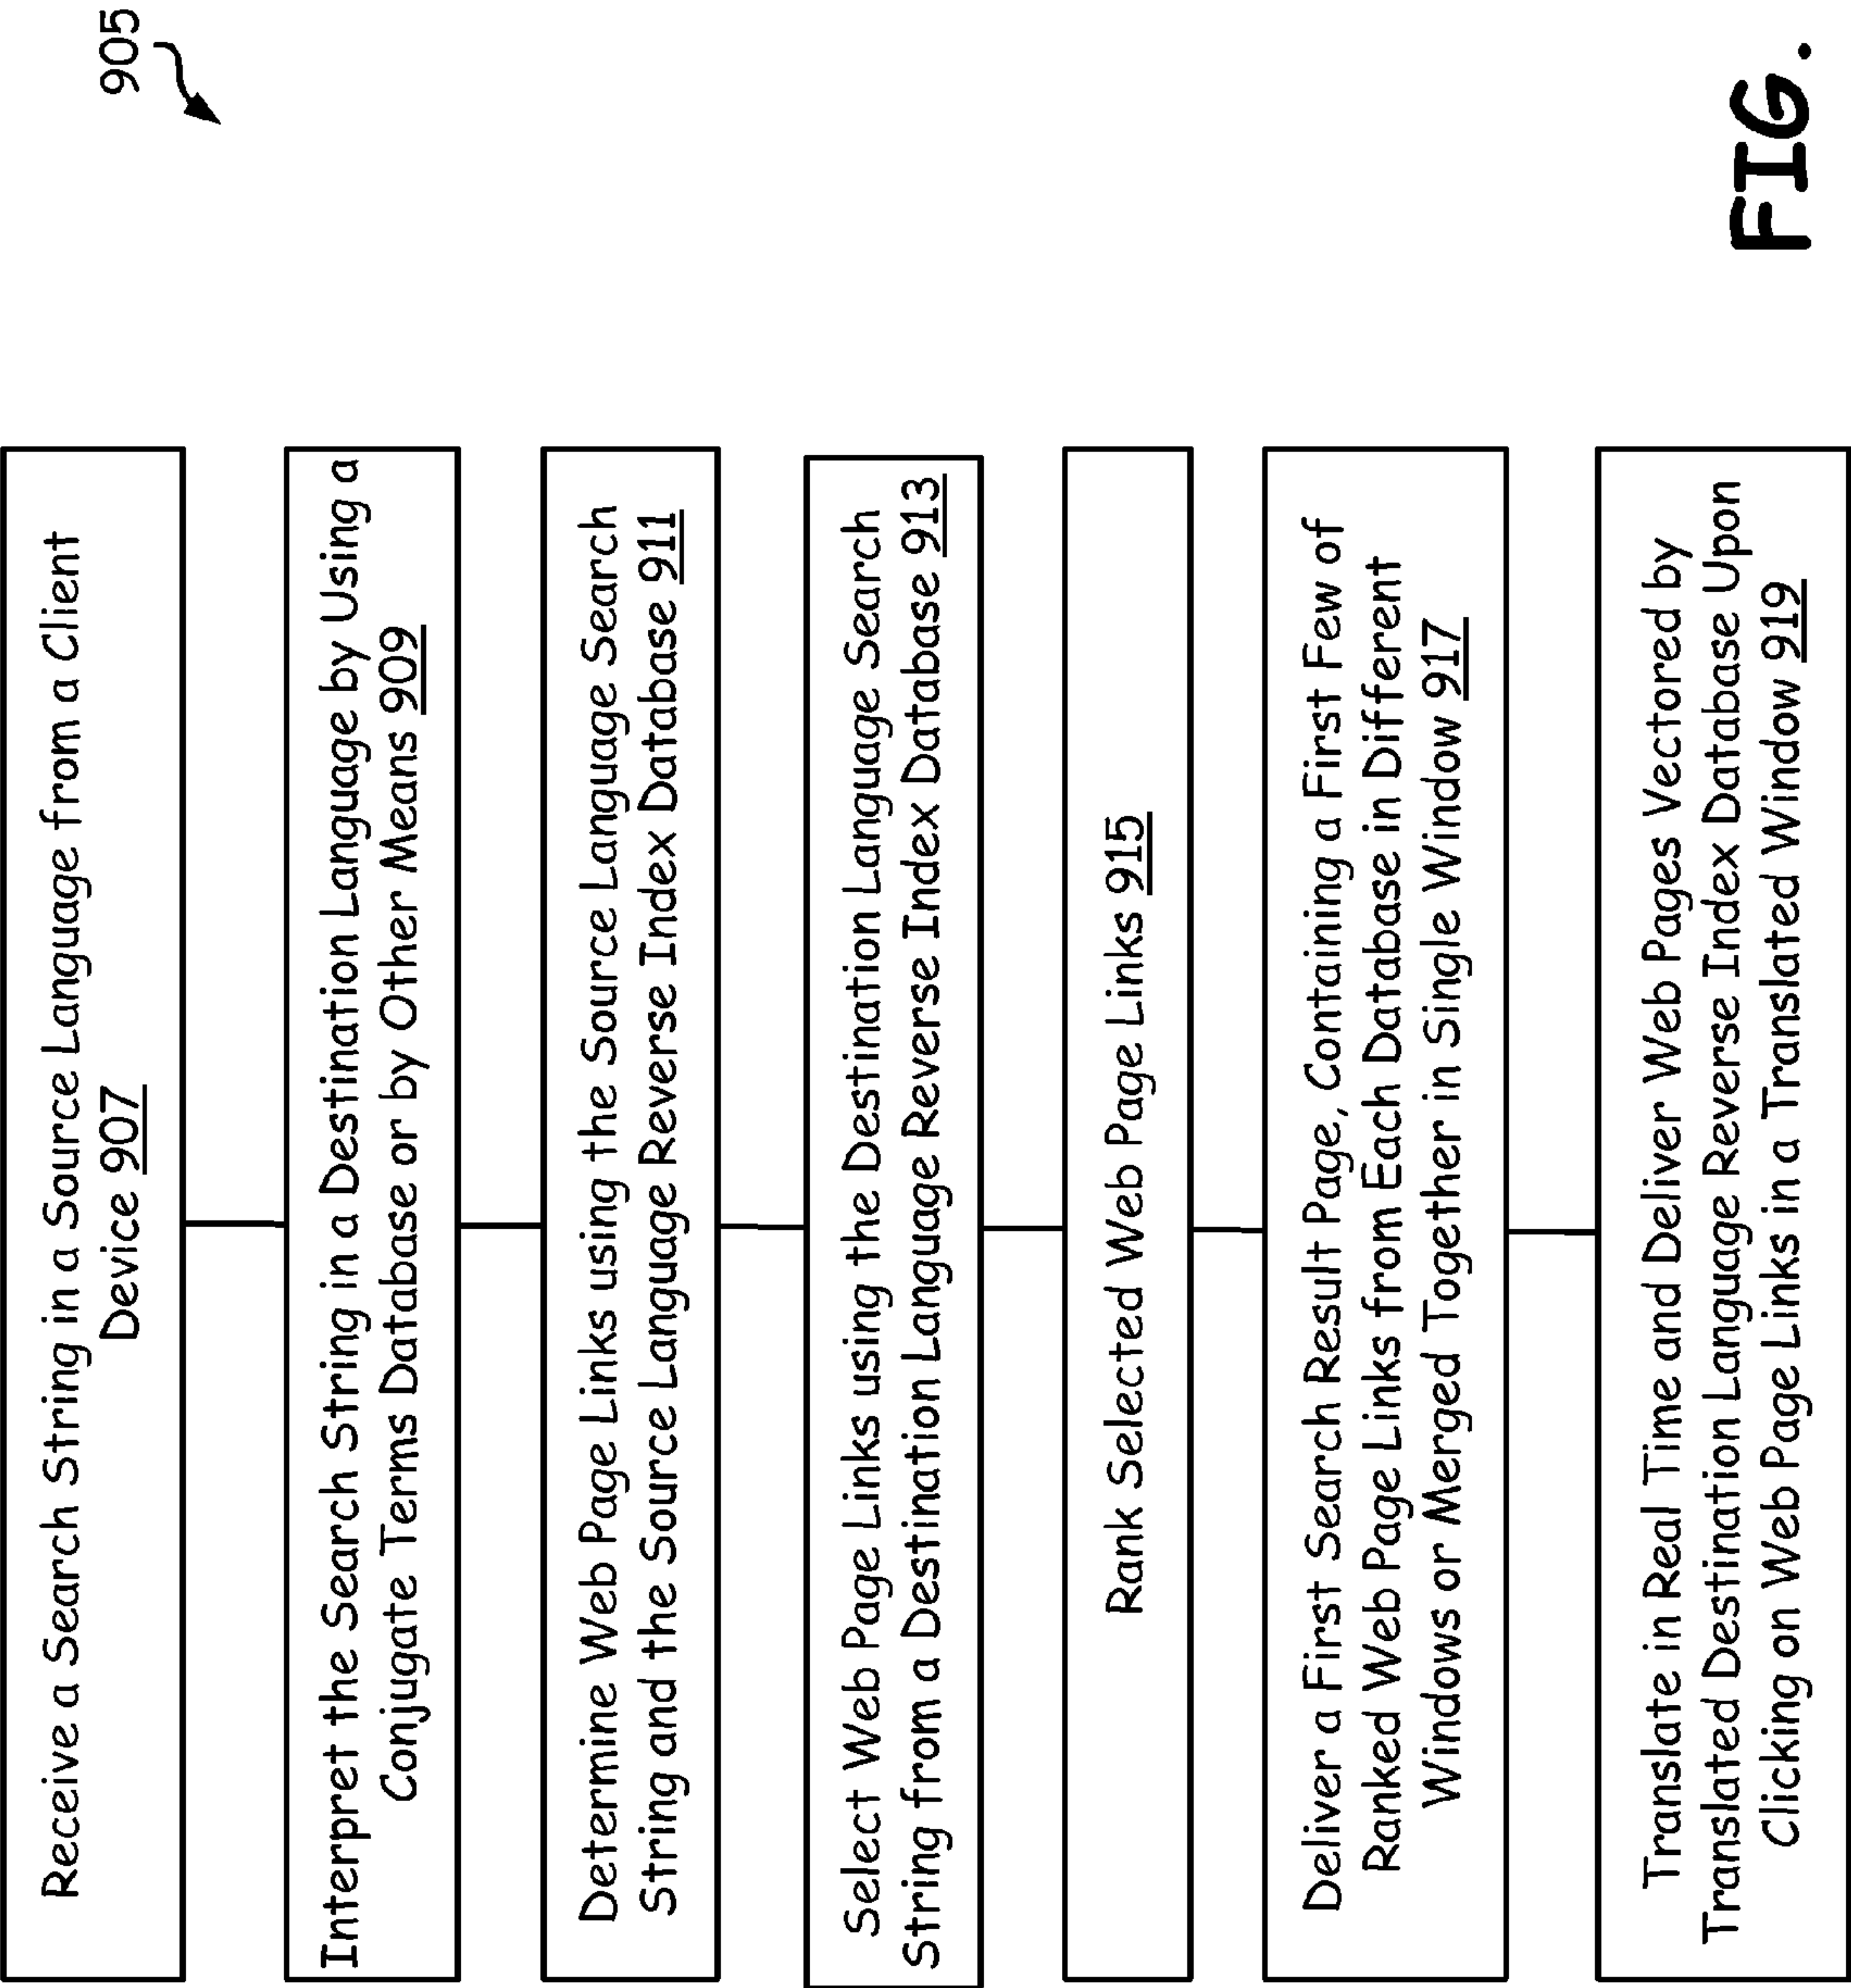 905
Receive a Search String in a Source Language from a Client
Device 907
Interpret the Search String in a Destination Language by Using a
Conjugate Terms Database or by Other Means 909
Determine Web Page Links using the Source Language Search
String and the Source Language Reverse Index Database 911
Select Web Page Links using the Destination Language Search
String from a Destination Language Reverse Index Database 913
Rank Selected Web Page Links 915
Deliver a First Search Result Page, Containing a First Few of
Ranked Web Page Links from Each Database in Different
Windows or Merged Together in Single Window 917
Translate in Real Time and Deliver Web Pages Vectored by
Translated Destination Language Reverse Index Database Upon
Clicking on Web Page Links in a Translated Window 919
FIG.